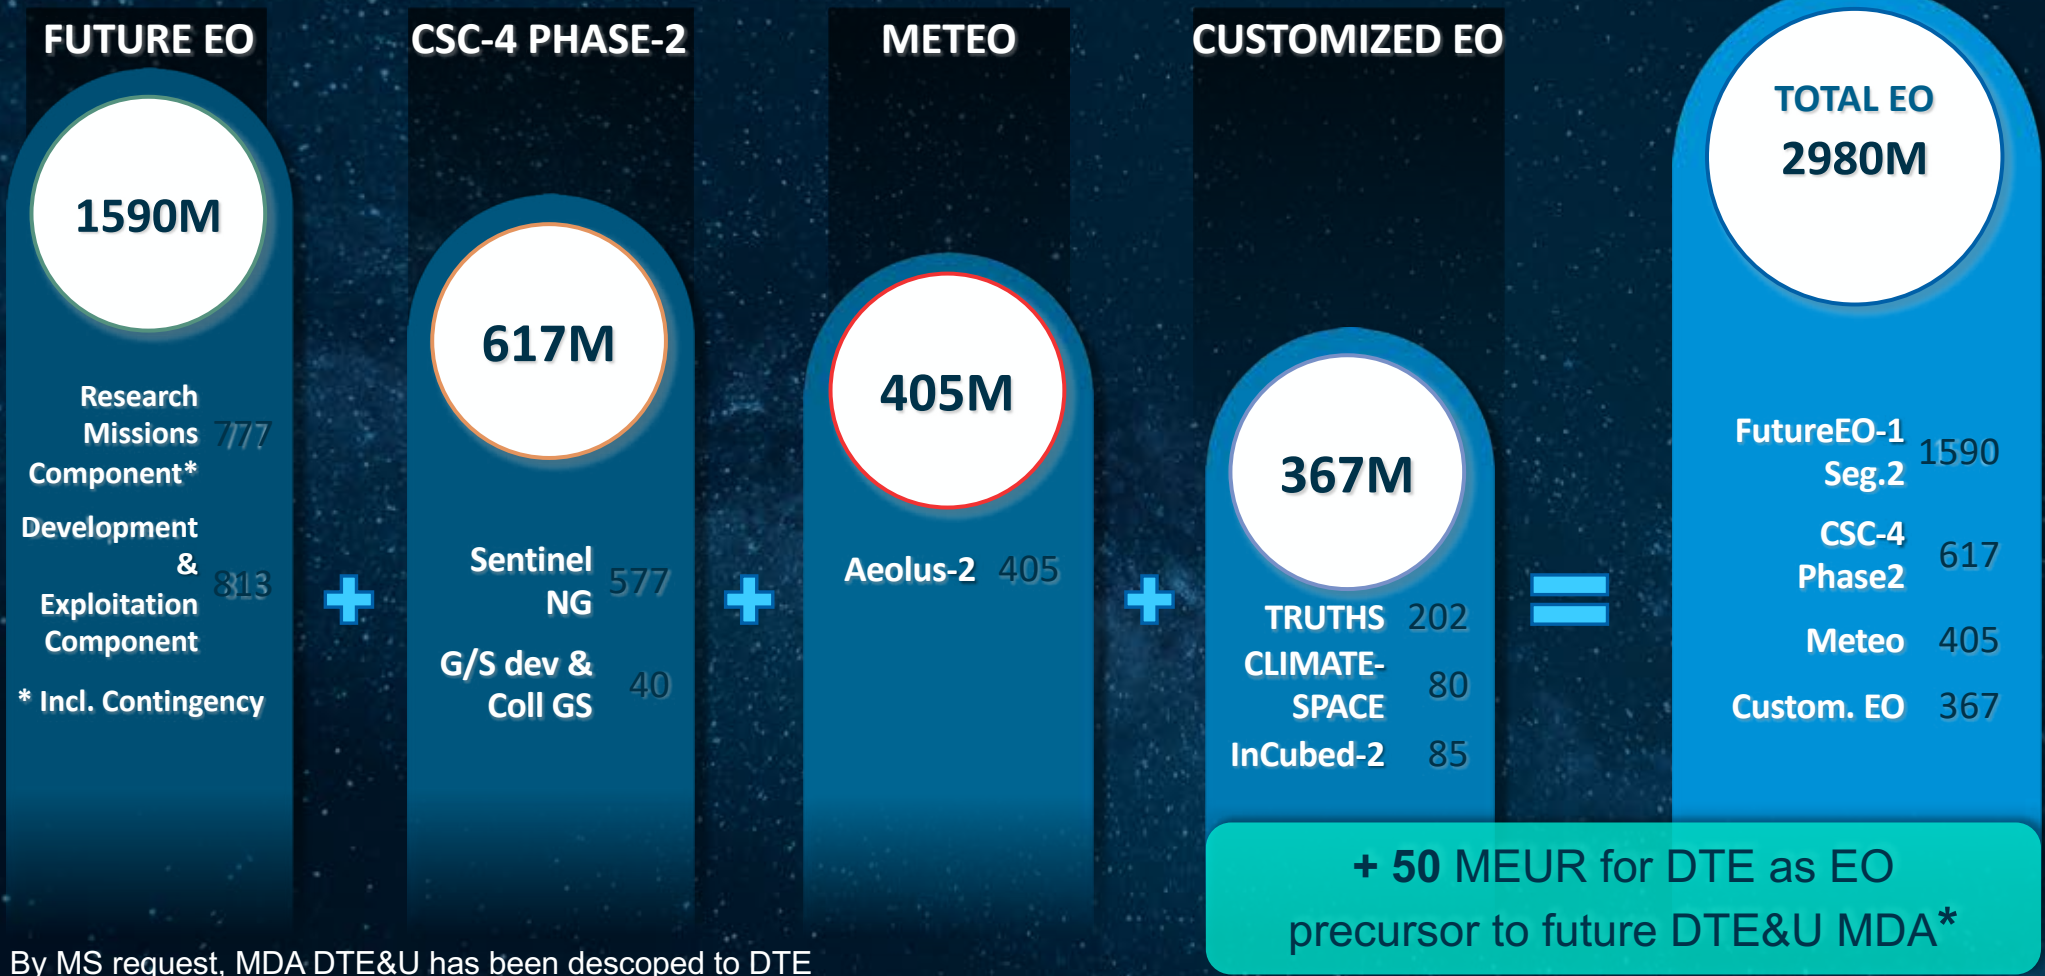 FUTURE EO
1590M
Research
Missions 777
Component*
Development
&
813
Exploitation
Component
* Incl. Contingency
CSC-4 PHASE-2
617M
Sentinel
577
NG
G/S dev &
40
Coll GS
METEO
405M
Aeolus-2 405
CUSTOMIZED EO
367M
TRUTHS 202
CLIMATE-
80
SPACE
InCubed-2 85
TOTAL EO
2980M
FutureEO-1
1590
Seg.2
CSC-4
617
Phase2
Meteo 405
Custom. EO 367
+ 50 MEUR for DTE as EO
precursor to future DTE&U MDA*
By MS request, MDA DTE&U has been descoped to DTE